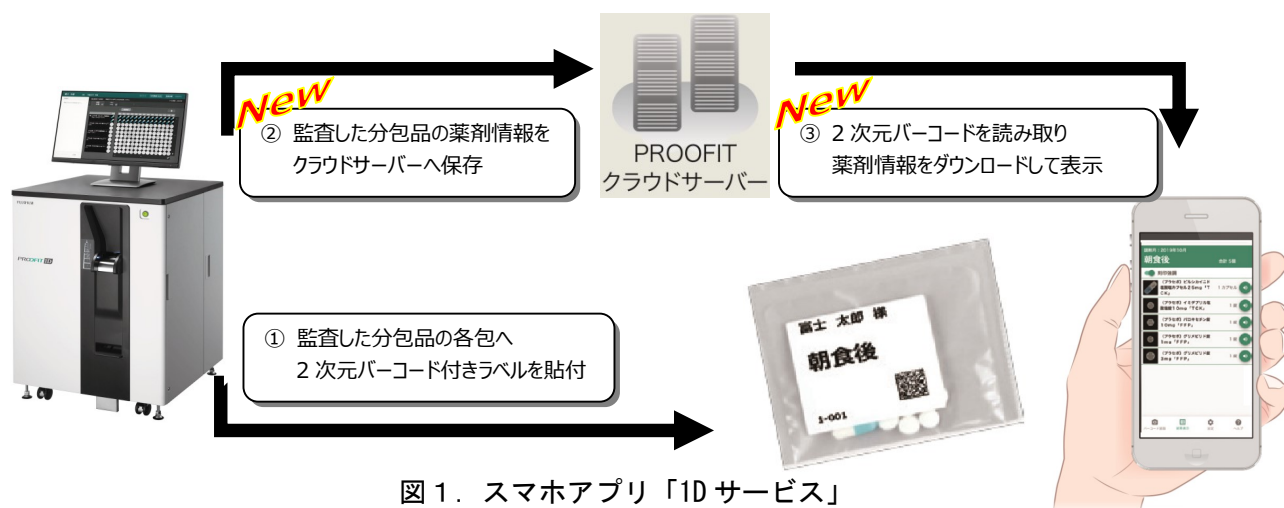 New
② 監査した分包品の薬剤情報を
クラウドサーバーへ保存
PROOFIT
クラウドサーバー
New
③ 2次元バーコードを読み取り
薬剤情報をダウンロードして表示
PROOFIT 1D
① 監査した分包品の各包へ
2次元バーコード付きラベルを貼付
富士 太郎 様
朝食後
1-001
朝食後
図1. スマホアプリ「1Dサービス」